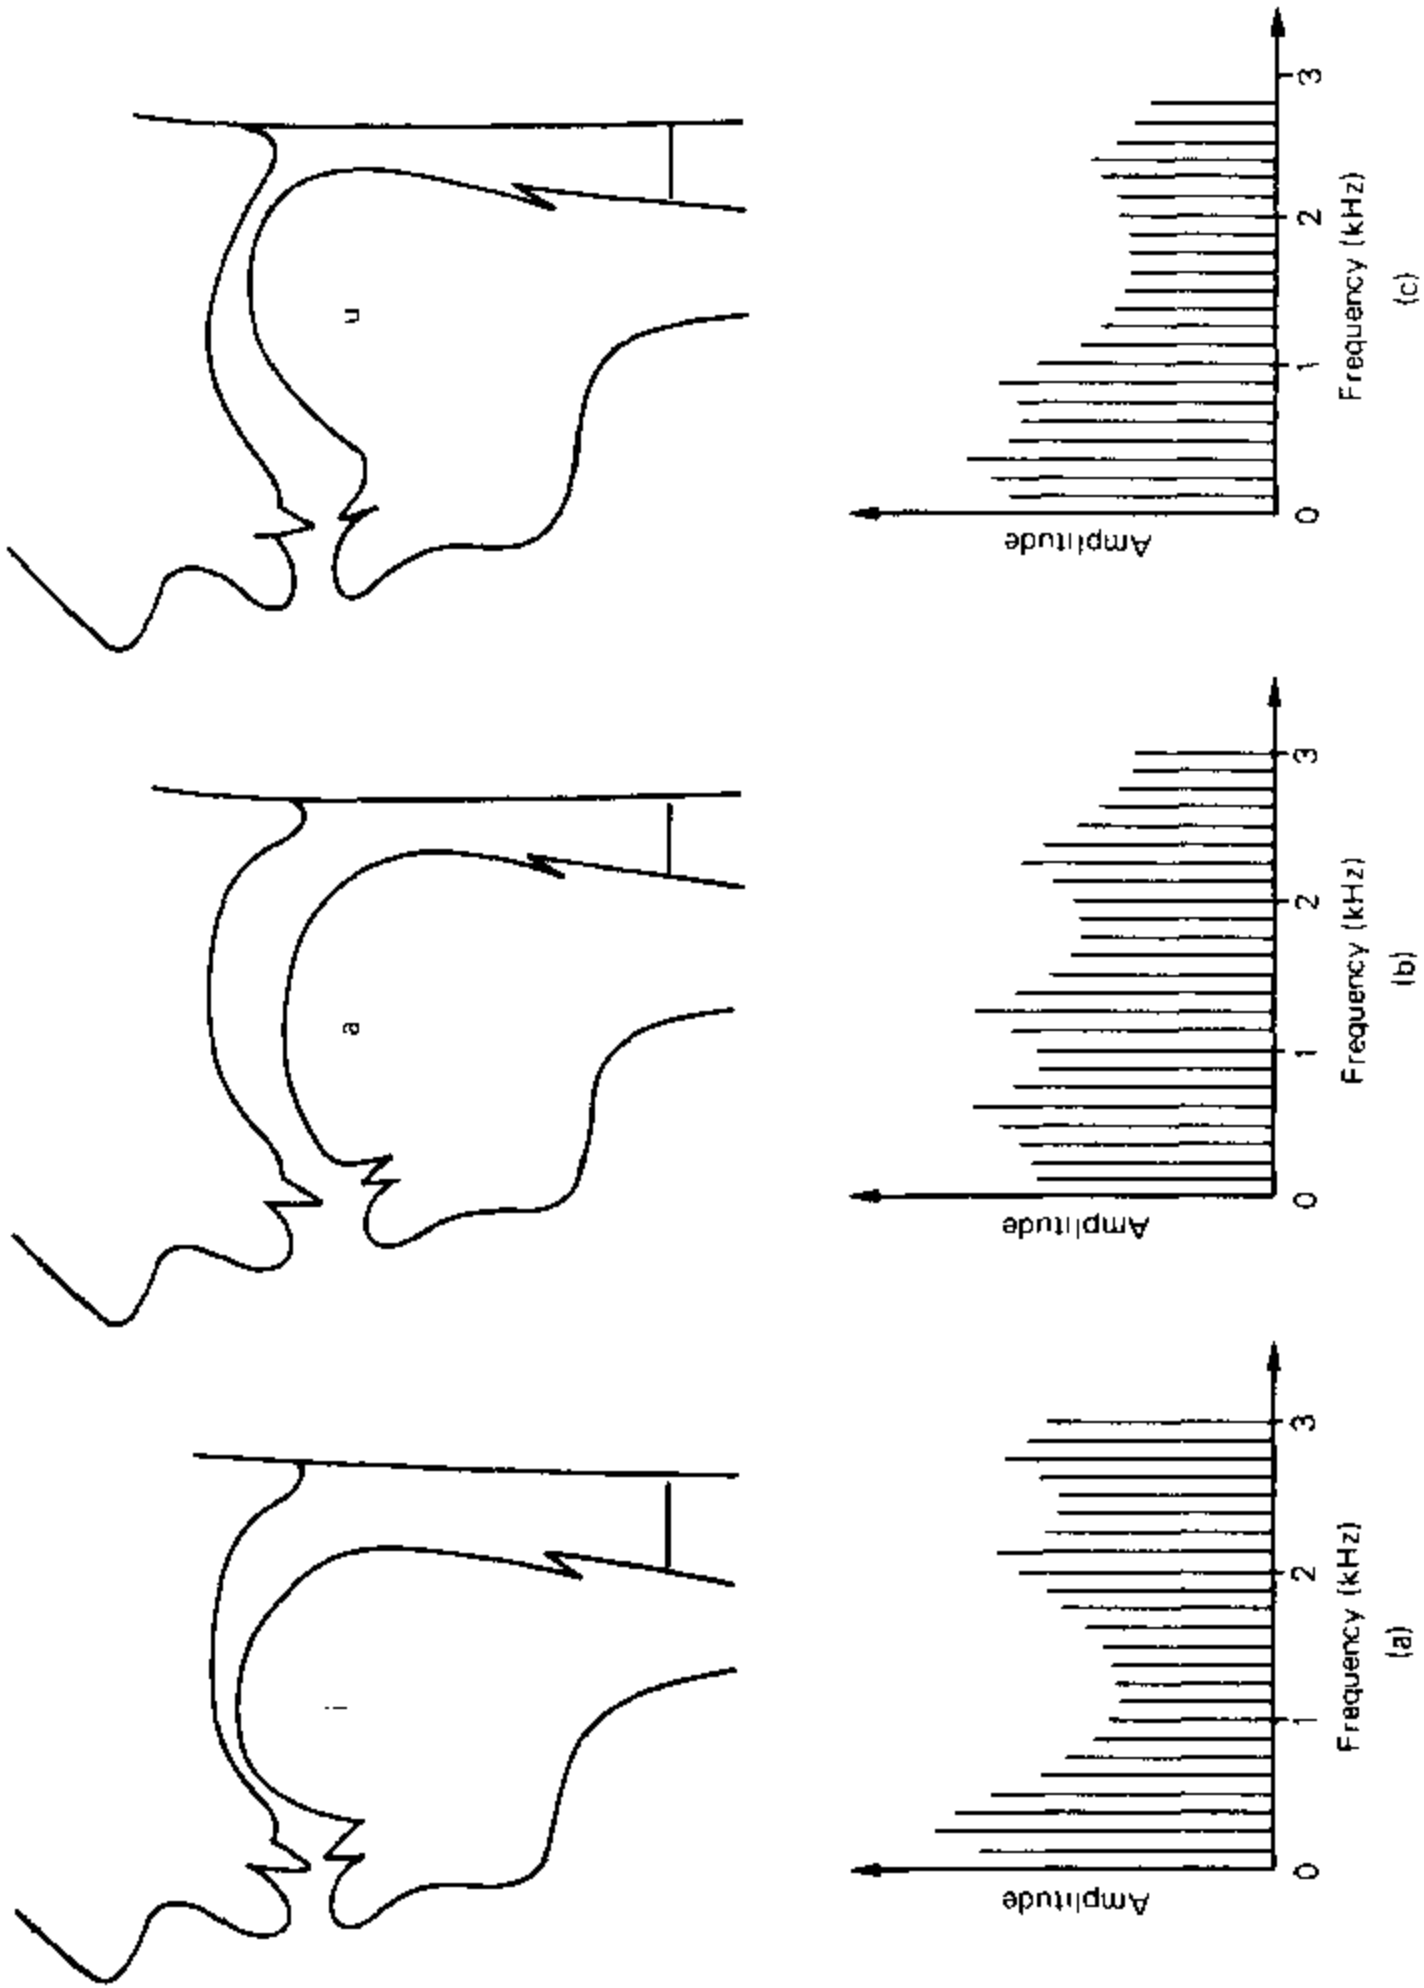 i
Amplitude
0 1 2 3
Frequency (kHz)
(a)
a
Amplitude
0 1 2 3
Frequency (kHz)
(b)
u
Amplitude
0 1 2 3
Frequency (kHz)
(c)